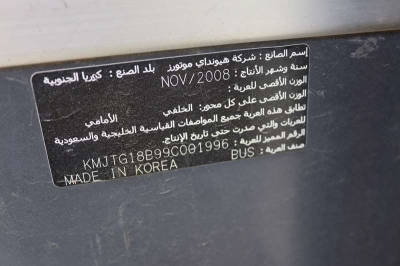 إسم الصانع : شركة هيونداي موتورز   بلد الصنع : كوريا الجنوبية
سنة وشهر الأنتاج : NOV/2008
الوزن الأقصى للعربة :
الوزن الأقصى على كل محور: الخلفي   الأمامي
تطابق هذه العربة جميع المواصفات القياسية الخليجية والسعودية
للعربات والتي صدرت حتى تاريخ الإنتاج.
الرقم المميز للعربة : KMJTG18B99C001996
صنف العربة : BUS
MADE IN KOREA